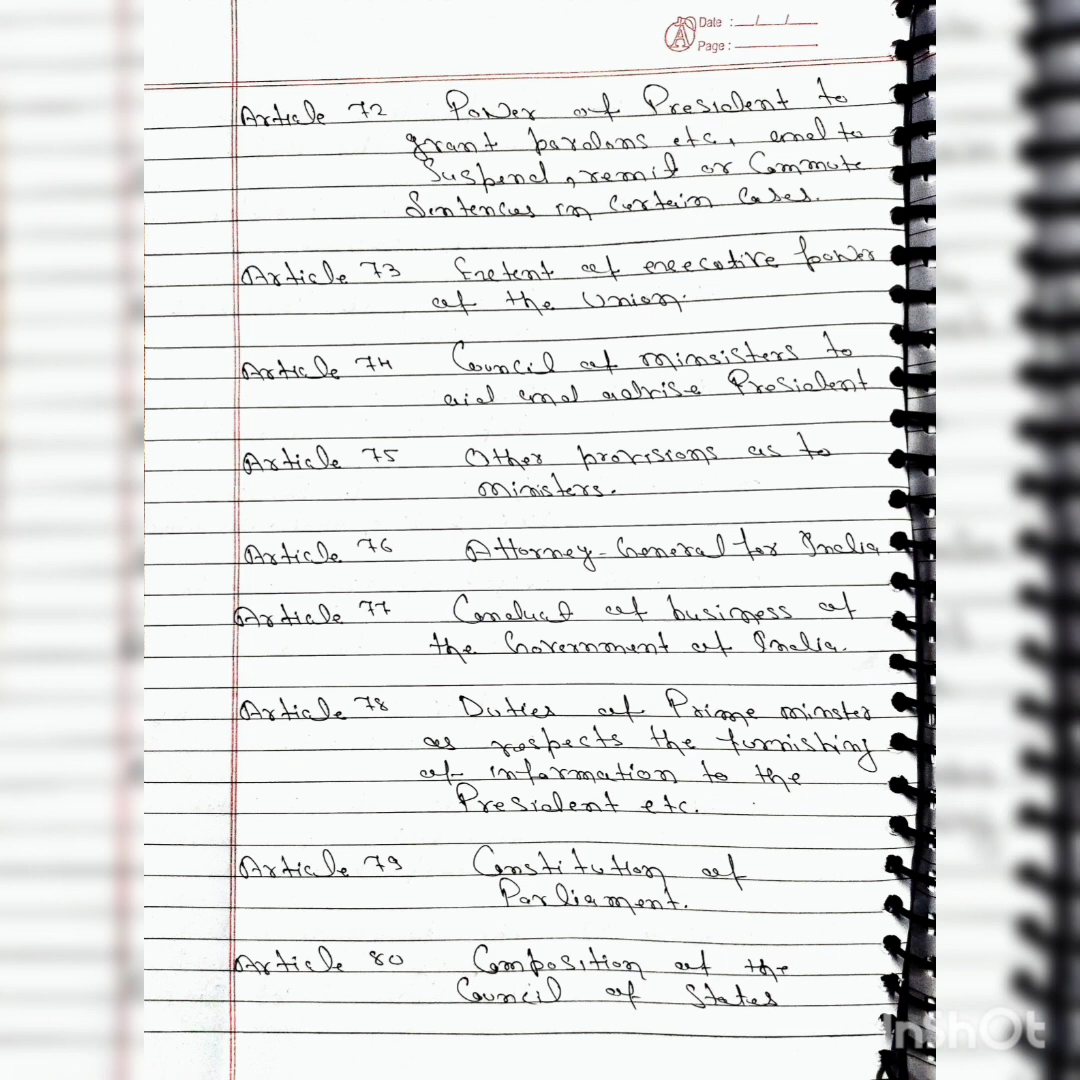 Date : / /
Page :
Article 72 Power of President to
grant pardons etc, and to
Suspend, remit or Commute
Sentences in Certain Cases.
Article 73 Extent of executive power
of the Union.
Article 74 Council of minsisters to
aid and advise President
Article 75 Other provisions as to
ministers.
Article 76 Attorney-General for India
Article 77 Conduct of business of
the Government of India.
Article 78 Duties of Prime minster
as respects the furnishing
of information to the
President etc.
Article 79 Constitution of
Parliament.
Article 80 Composition of the
Council of States
InShOt